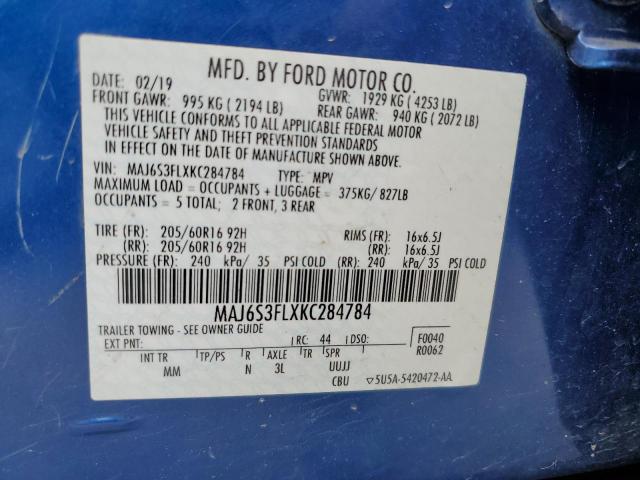 MFD. BY FORD MOTOR CO.
DATE: 02/19 GVWR: 1929 KG ( 4253 LB)
FRONT GAWR: 995 KG ( 2194 LB) REAR GAWR: 940 KG ( 2072 LB)
THIS VEHICLE CONFORMS TO ALL APPLICABLE FEDERAL MOTOR
VEHICLE SAFETY AND THEFT PREVENTION STANDARDS
IN EFFECT ON THE DATE OF MANUFACTURE SHOWN ABOVE.
VIN: MAJ6S3FLXKC284784 TYPE: MPV
MAXIMUM LOAD = OCCUPANTS + LUGGAGE = 375KG/ 827LB
OCCUPANTS = 5 TOTAL; 2 FRONT, 3 REAR
TIRE (FR): 205/60R16 92H RIMS (FR): 16x6.5J
(RR): 205/60R16 92H (RR): 16x6.5J
PRESSURE (FR): 240 kPa/ 35 PSI COLD (RR): 240 kPa/ 35 PSI COLD
MAJ6S3FLXKC284784
TRAILER TOWING - SEE OWNER GUIDE
EXT PNT: RC: 44 DSO: F0040
INT TR TP/PS R AXLE TR SPR R0062
MM N 3L UUJJ
CBU ▽5U5A-5420472-AA